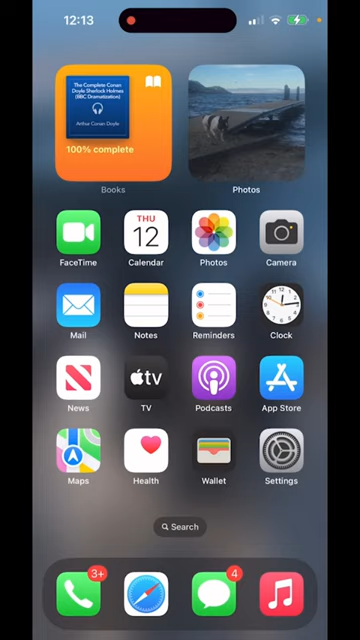 12:13
The Complete Conan
Doyle Sherlock Holmes
(BBC Dramatization)
Arthur Conan Doyle
100% complete
Books
Photos
THU
12
FaceTime
Calendar
Photos
Camera
Mail
Notes
Reminders
Clock
tv
News
TV
Podcasts
App Store
Maps
Health
Wallet
Settings
Search
3+
4